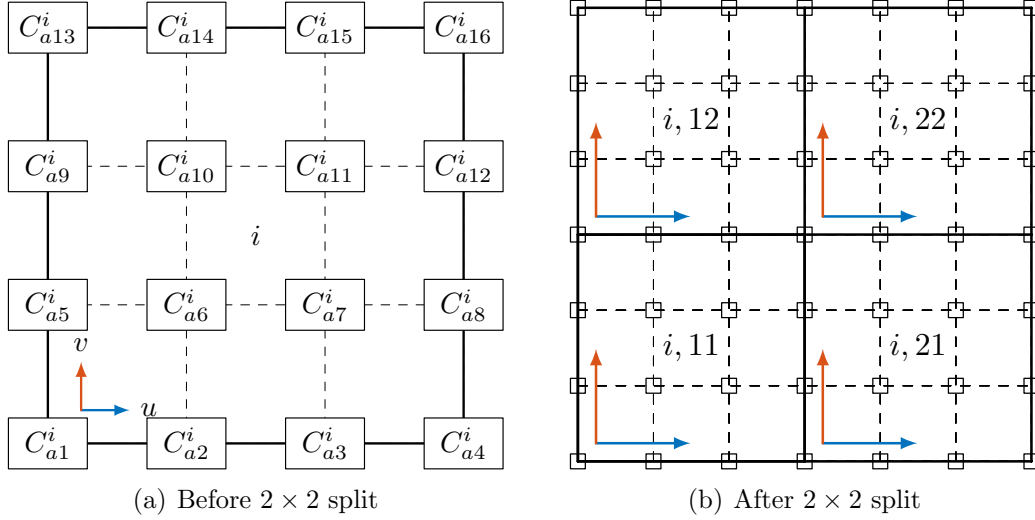 C^i_{a13} C^i_{a14} C^i_{a15} C^i_{a16}
C^i_{a9} C^i_{a10} C^i_{a11} C^i_{a12}
i
C^i_{a5} C^i_{a6} C^i_{a7} C^i_{a8}
v
u
C^i_{a1} C^i_{a2} C^i_{a3} C^i_{a4}
(a) Before 2 × 2 split
i, 12 i, 22
i, 11 i, 21
(b) After 2 × 2 split